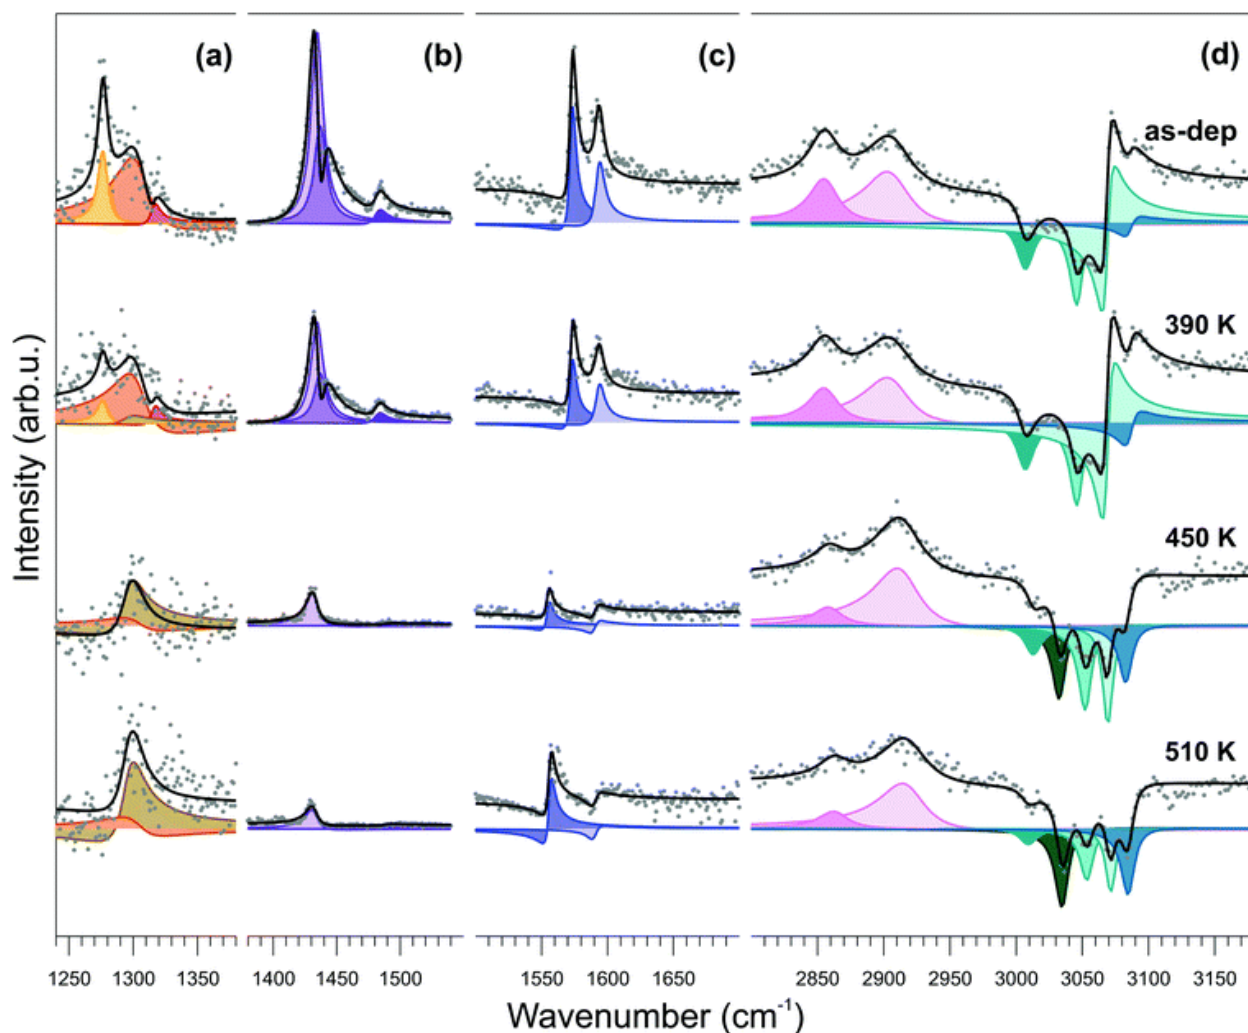 (a) (b) (c) (d)
as-dep
390 K
450 K
510 K
Intensity (arb.u.)
1250 1300 1350 1400 1450 1500 1550 1600 1650 2850 2900 2950 3000 3050 3100 3150
Wavenumber (cm⁻¹)